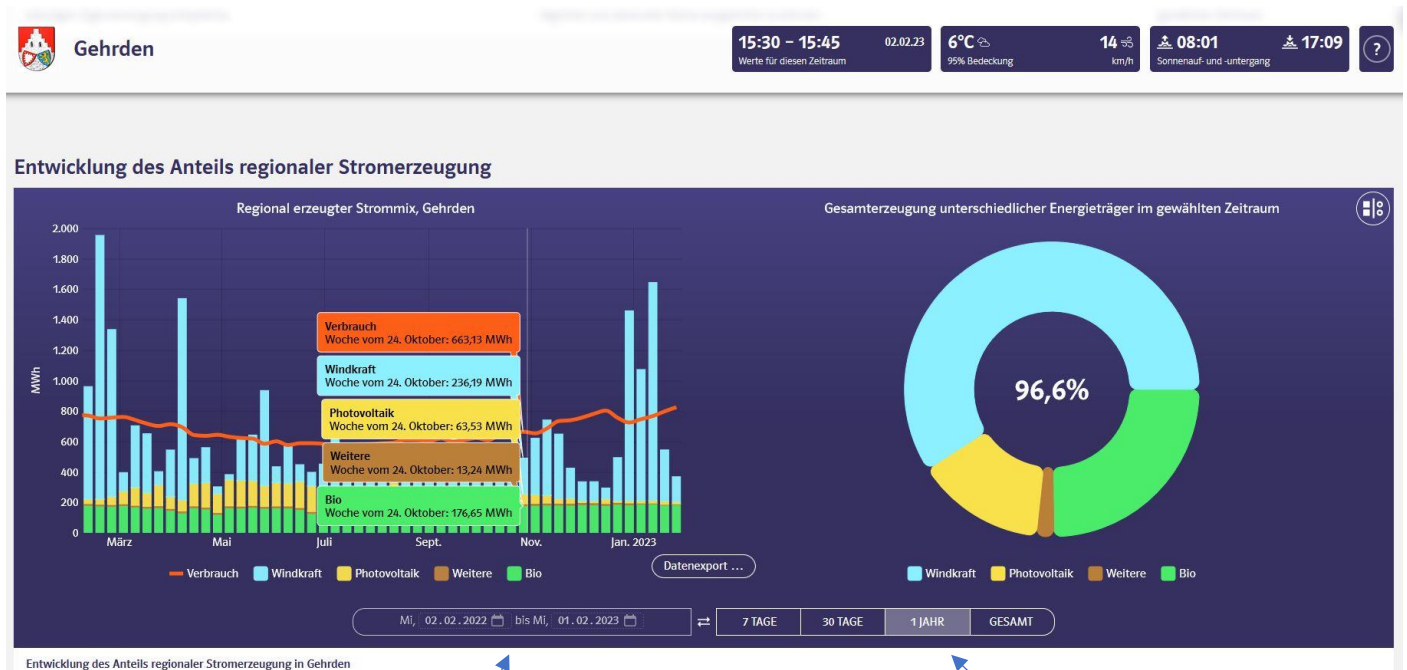 Gehrden
15:30 – 15:45 02.02.23
Werte für diesen Zeitraum
6°C
95% Bedeckung
14
km/h
08:01 17:09
Sonnenauf- und -untergang
?
Entwicklung des Anteils regionaler Stromerzeugung
Regional erzeugter Strommix, Gehrden
MWh
2.000
1.800
1.600
1.400
1.200
1.000
800
600
400
200
0
Verbrauch
Woche vom 24. Oktober: 663,13 MWh
Windkraft
Woche vom 24. Oktober: 236,19 MWh
Photovoltaik
Woche vom 24. Oktober: 63,53 MWh
Weitere
Woche vom 24. Oktober: 13,24 MWh
Bio
Woche vom 24. Oktober: 176,65 MWh
März Mai Juli Sept. Nov. Jan. 2023
Verbrauch Windkraft Photovoltaik Weitere Bio
Datenexport ...
Gesamterzeugung unterschiedlicher Energieträger im gewählten Zeitraum
96,6%
Windkraft Photovoltaik Weitere Bio
Mi, 02.02.2022 bis Mi, 01.02.2023
7 TAGE 30 TAGE 1 JAHR GESAMT
Entwicklung des Anteils regionaler Stromerzeugung in Gehrden